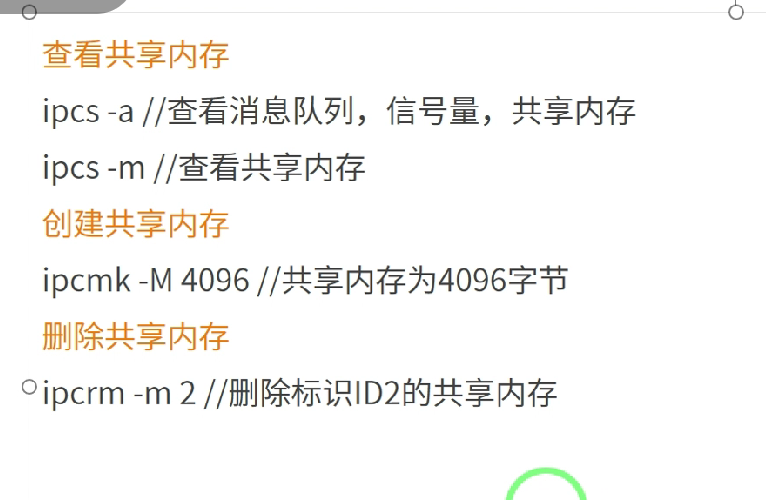 查看共享内存
ipcs -a //查看消息队列，信号量，共享内存
ipcs -m //查看共享内存
创建共享内存
ipcmk -M 4096 //共享内存为4096字节
删除共享内存
ipcrm -m 2 //删除标识ID2的共享内存